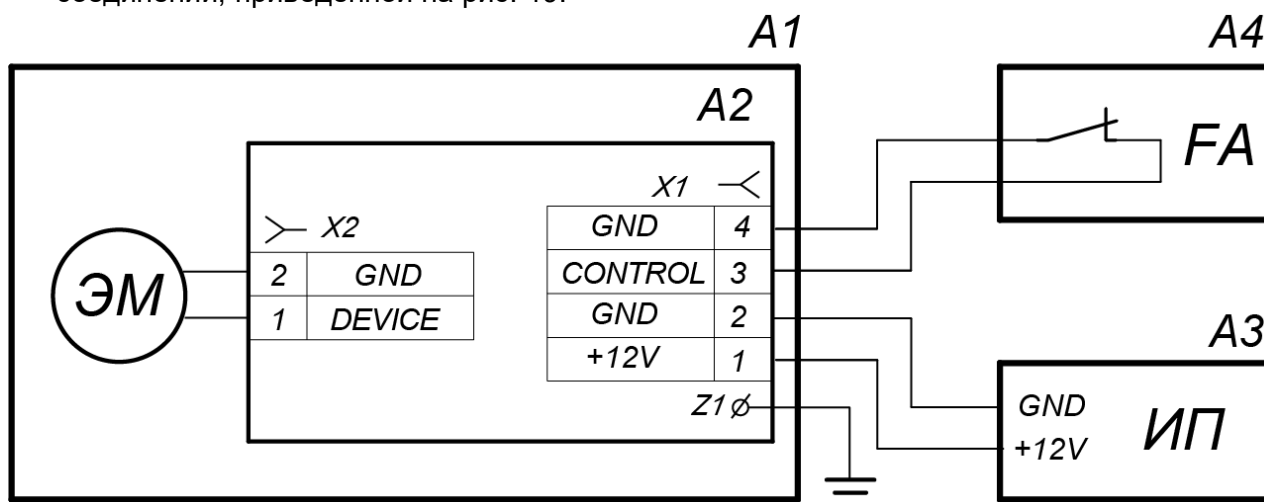 соединений, приведенной на рис. 10.
A1
A4
A2
FA
X1
X2
GND 4
CONTROL 3
GND 2
+12V 1
2 GND
1 DEVICE
ЭМ
Z1
A3
GND
+12V
ИП